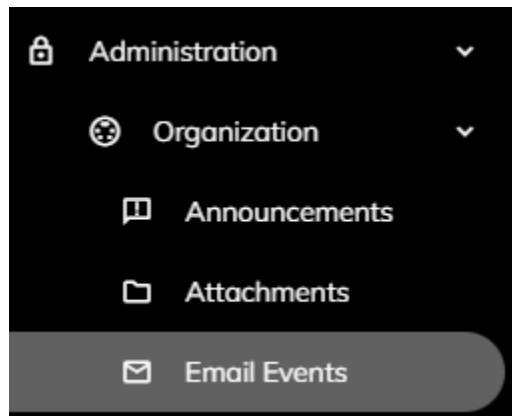 Administration
Organization
Announcements
Attachments
Email Events